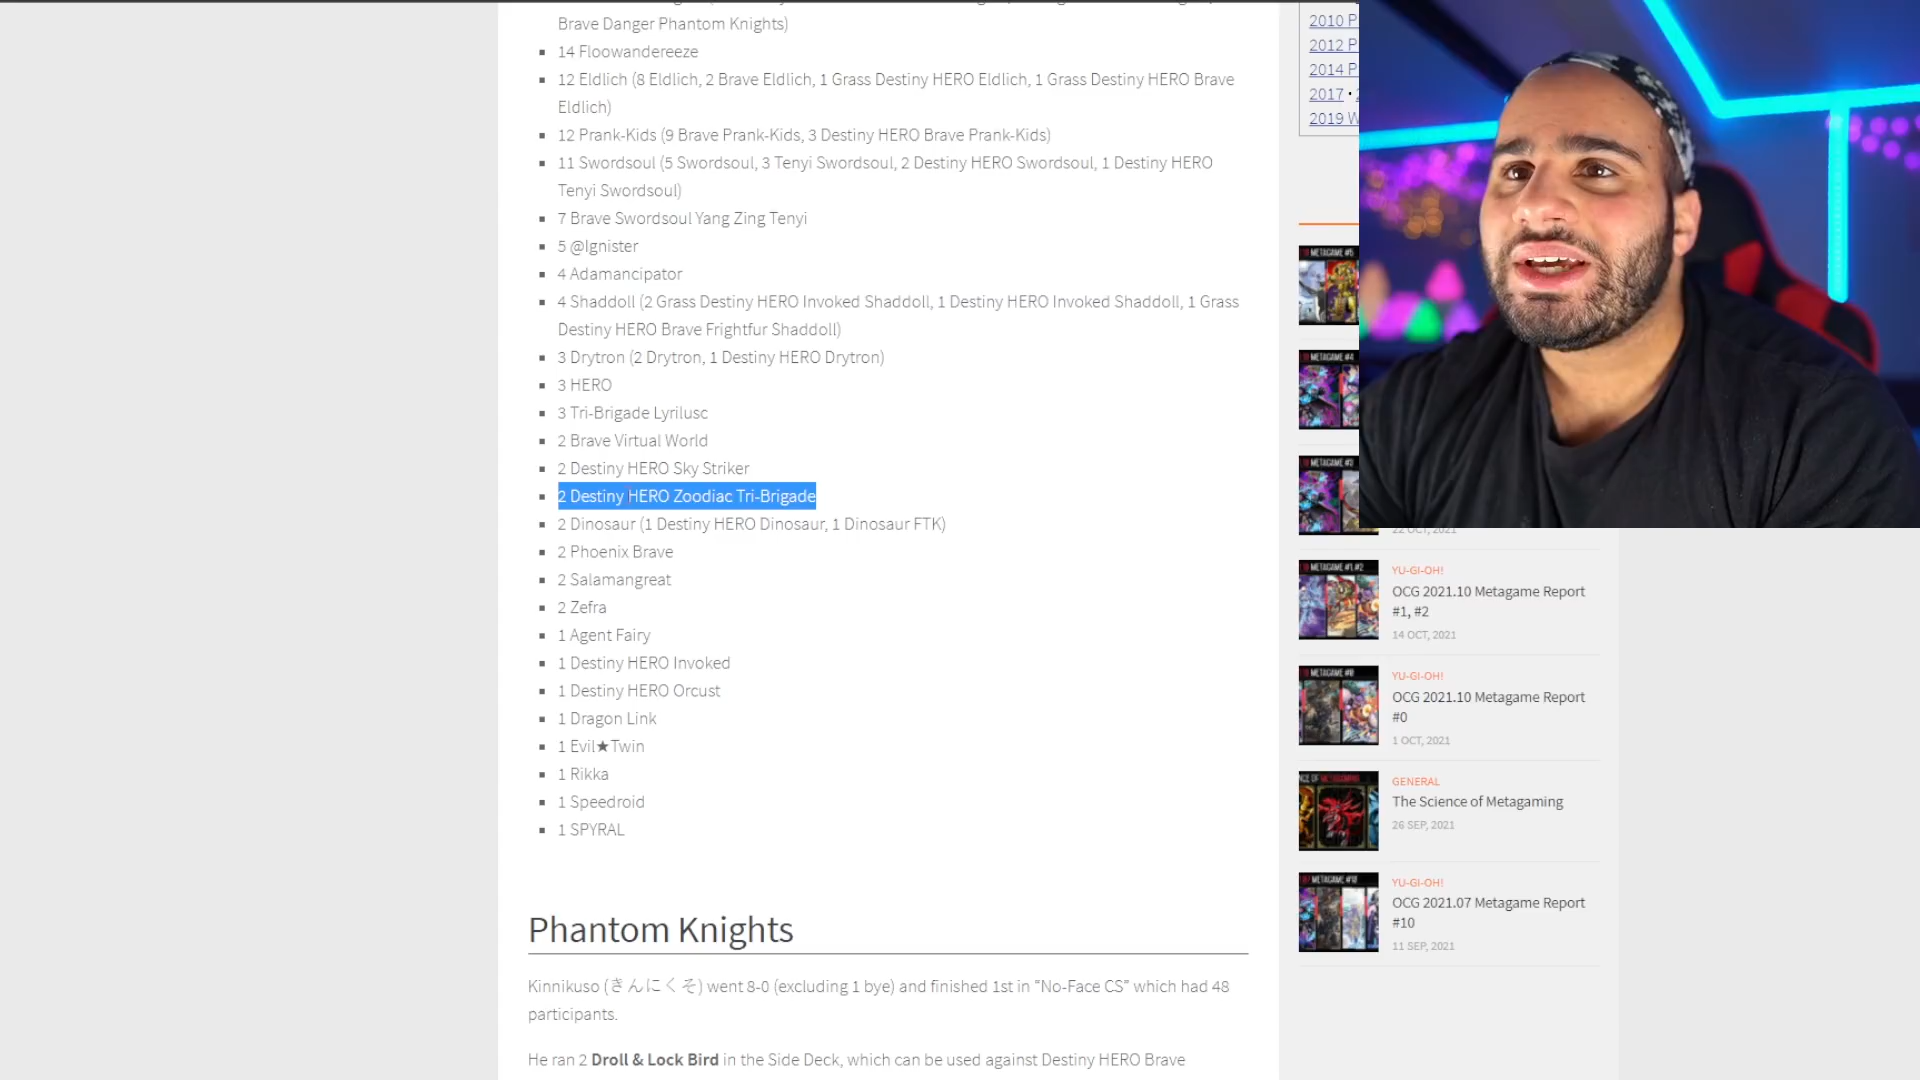 Brave Danger Phantom Knights)
14 Floowandereeze
12 Eldlich (8 Eldlich, 2 Brave Eldlich, 1 Grass Destiny HERO Eldlich, 1 Grass Destiny HERO Brave
Eldlich)
12 Prank-Kids (9 Brave Prank-Kids, 3 Destiny HERO Brave Prank-Kids)
11 Swordsoul (5 Swordsoul, 3 Tenyi Swordsoul, 2 Destiny HERO Swordsoul, 1 Destiny HERO
Tenyi Swordsoul)
7 Brave Swordsoul Yang Zing Tenyi
5 @Ignister
4 Adamancipator
4 Shaddoll (2 Grass Destiny HERO Invoked Shaddoll, 1 Destiny HERO Invoked Shaddoll, 1 Grass
Destiny HERO Brave Frightfur Shaddoll)
3 Drytron (2 Drytron, 1 Destiny HERO Drytron)
3 HERO
3 Tri-Brigade Lyrilusc
2 Brave Virtual World
2 Destiny HERO Sky Striker
2 Destiny HERO Zoodiac Tri-Brigade
2 Dinosaur (1 Destiny HERO Dinosaur, 1 Dinosaur FTK)
2 Phoenix Brave
2 Salamangreat
2 Zefra
1 Agent Fairy
1 Destiny HERO Invoked
1 Destiny HERO Orcust
1 Dragon Link
1 Evil★Twin
1 Rikka
1 Speedroid
1 SPYRAL
Phantom Knights
Kinnikuso (きんにくそ) went 8-0 (excluding 1 bye) and finished 1st in “No-Face CS” which had 48
participants.
He ran 2 Droll & Lock Bird in the Side Deck, which can be used against Destiny HERO Brave
2010 P
2012 P
2014 P
2017 •
2019 W
METAGAME #5
METAGAME #4
METAGAME #3
22 OCT, 2021
METAGAME #1, #2
YU-GI-OH!
OCG 2021.10 Metagame Report
#1, #2
14 OCT, 2021
METAGAME #0
YU-GI-OH!
OCG 2021.10 Metagame Report
#0
1 OCT, 2021
GENERAL
The Science of Metagaming
26 SEP, 2021
METAGAME #10
YU-GI-OH!
OCG 2021.07 Metagame Report
#10
11 SEP, 2021